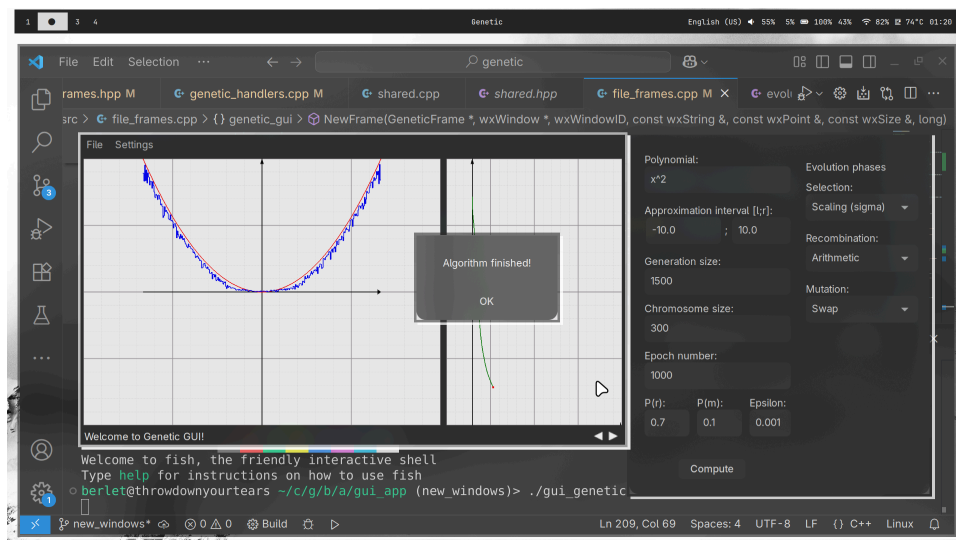 1 3 4 Genetic English (US) 55% 5% 100% 43% 82% 74°C 01:20
File Edit Selection ··· genetic
rames.hpp M genetic_handlers.cpp M shared.cpp shared.hpp file_frames.cpp M evol
src > file_frames.cpp > {} genetic_gui > NewFrame(GeneticFrame *, wxWindow *, wxWindowID, const wxString &, const wxPoint &, const wxSize &, long)
File Settings
Polynomial:
x^2
Approximation interval [l;r]:
-10.0 ; 10.0
Generation size:
1500
Chromosome size:
300
Epoch number:
1000
P(r): P(m): Epsilon:
0.7 0.1 0.001
Compute
Evolution phases
Selection:
Scaling (sigma)
Recombination:
Arithmetic
Mutation:
Swap
Algorithm finished!
OK
Welcome to Genetic GUI!
Welcome to fish, the friendly interactive shell
Type help for instructions on how to use fish
berlet@throwdownyourtears ~/c/g/b/a/gui_app (new_windows)> ./gui_genetic
3
1
new_windows* 0 0 Build Ln 209, Col 69 Spaces: 4 UTF-8 LF {} C++ Linux